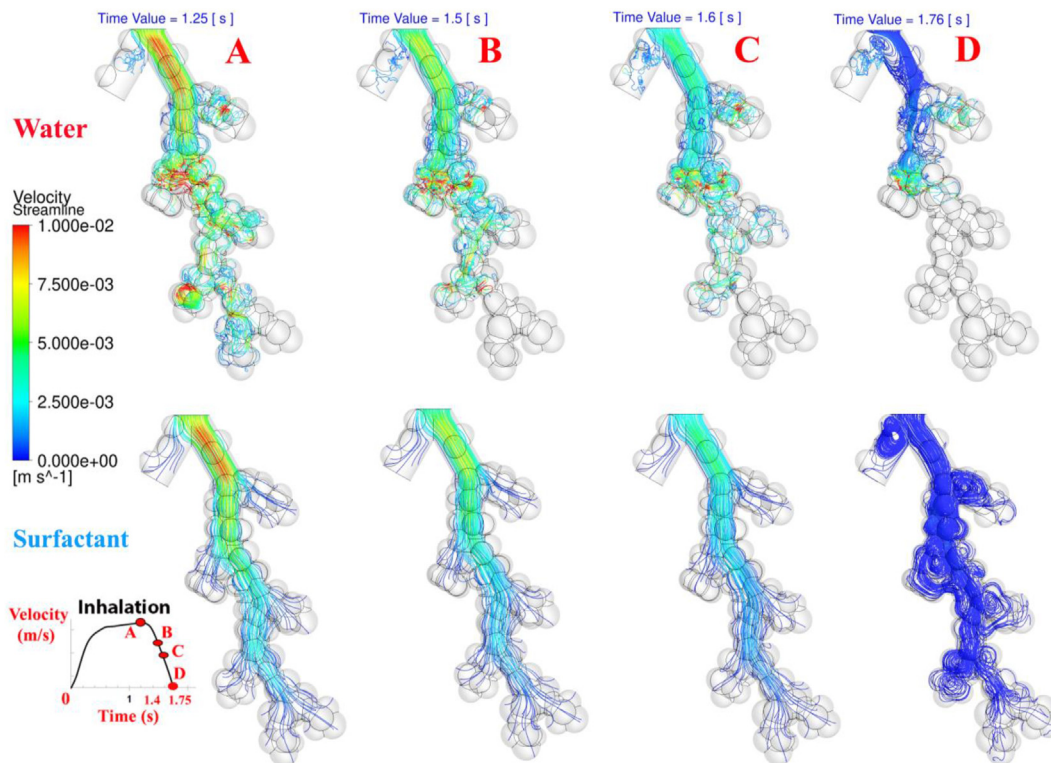 Time Value = 1.25 [ s ]
Time Value = 1.5 [ s ]
Time Value = 1.6 [ s ]
Time Value = 1.76 [ s ]
A
B
C
D
Water
Velocity
Streamline
1.000e-02
7.500e-03
5.000e-03
2.500e-03
0.000e+00
[m s^-1]
Surfactant
Inhalation
Velocity
(m/s)
A
B
C
D
0
1
1.4
1.75
Time (s)